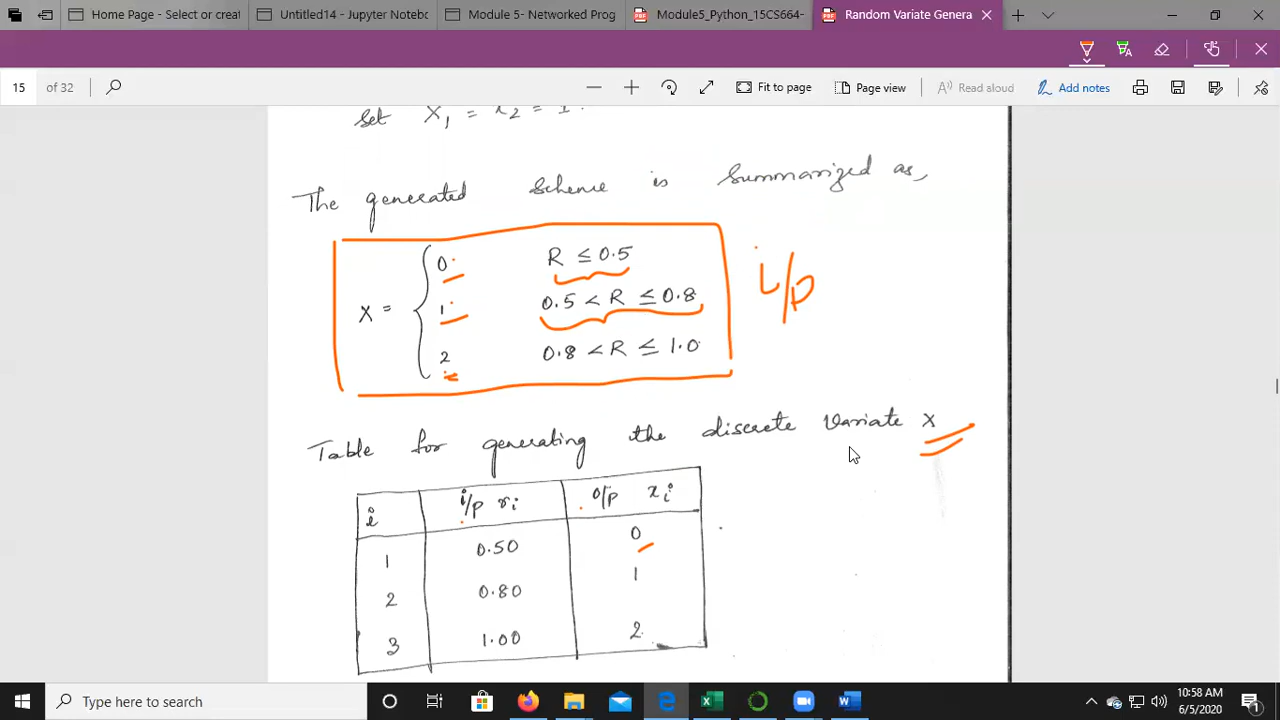 Home Page - Select or creat
Untitled14 - Jupyter Notebo
Module 5- Networked Prog
Module5_Python_15CS664-
Random Variate Genera
15 of 32
Fit to page
Page view
Read aloud
Add notes
Set X1 = x2 = 1.
The generated scheme is summarized as,
X = { 0 R ≤ 0.5
1 0.5 < R ≤ 0.8
2 0.8 < R ≤ 1.0
i/p
Table for generating the discrete variate X
i i/p ri o/p xi
1 0.50 0
2 0.80 1
3 1.00 2
Type here to search
10:58 AM
6/5/2020